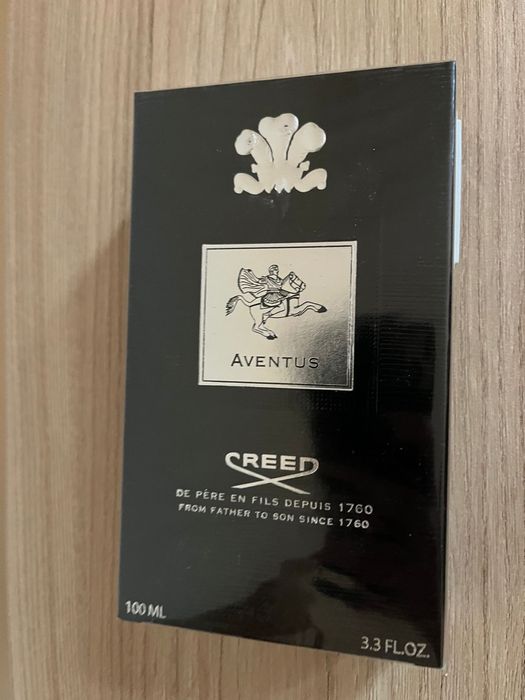 AVENTUS
CREED
DE PÈRE EN FILS DEPUIS 1760
FROM FATHER TO SON SINCE 1760
100 ML
3.3 FL.OZ.